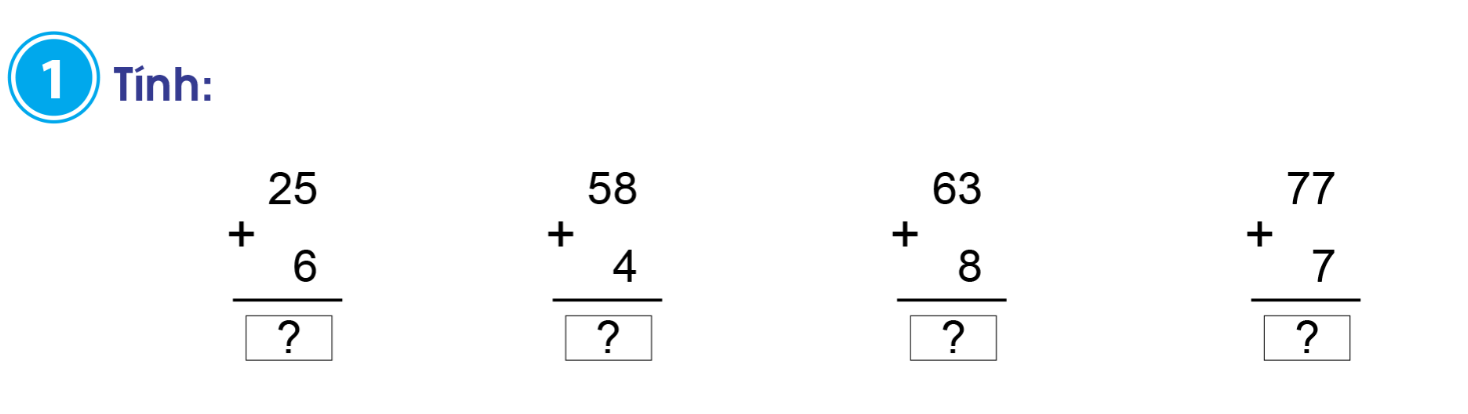 1 Tính:
25 58 63 77
+ + + +
6 4 8 7
? ? ? ?